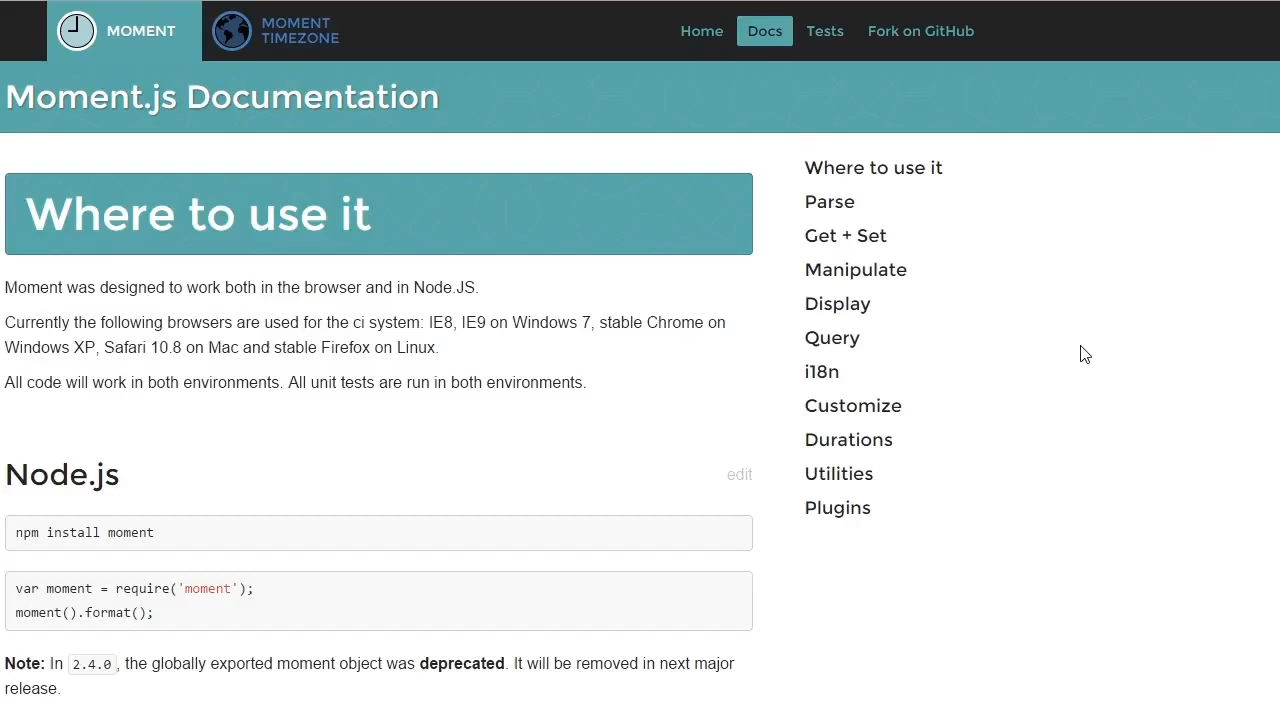 MOMENT
MOMENT
TIMEZONE
Home
Docs
Tests
Fork on GitHub
Moment.js Documentation
Where to use it
Moment was designed to work both in the browser and in Node.JS.
Currently the following browsers are used for the ci system: IE8, IE9 on Windows 7, stable Chrome on
Windows XP, Safari 10.8 on Mac and stable Firefox on Linux.
All code will work in both environments. All unit tests are run in both environments.
Node.js
edit
npm install moment
var moment = require('moment');
moment().format();
Note: In 2.4.0, the globally exported moment object was deprecated. It will be removed in next major
release.
Where to use it
Parse
Get + Set
Manipulate
Display
Query
i18n
Customize
Durations
Utilities
Plugins